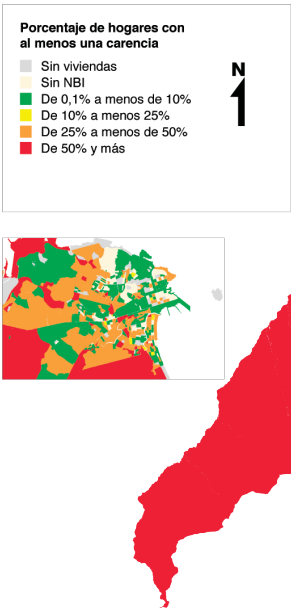 Porcentaje de hogares con
al menos una carencia
Sin viviendas
Sin NBI
De 0,1% a menos de 10%
De 10% a menos 25%
De 25% a menos de 50%
De 50% y más
N